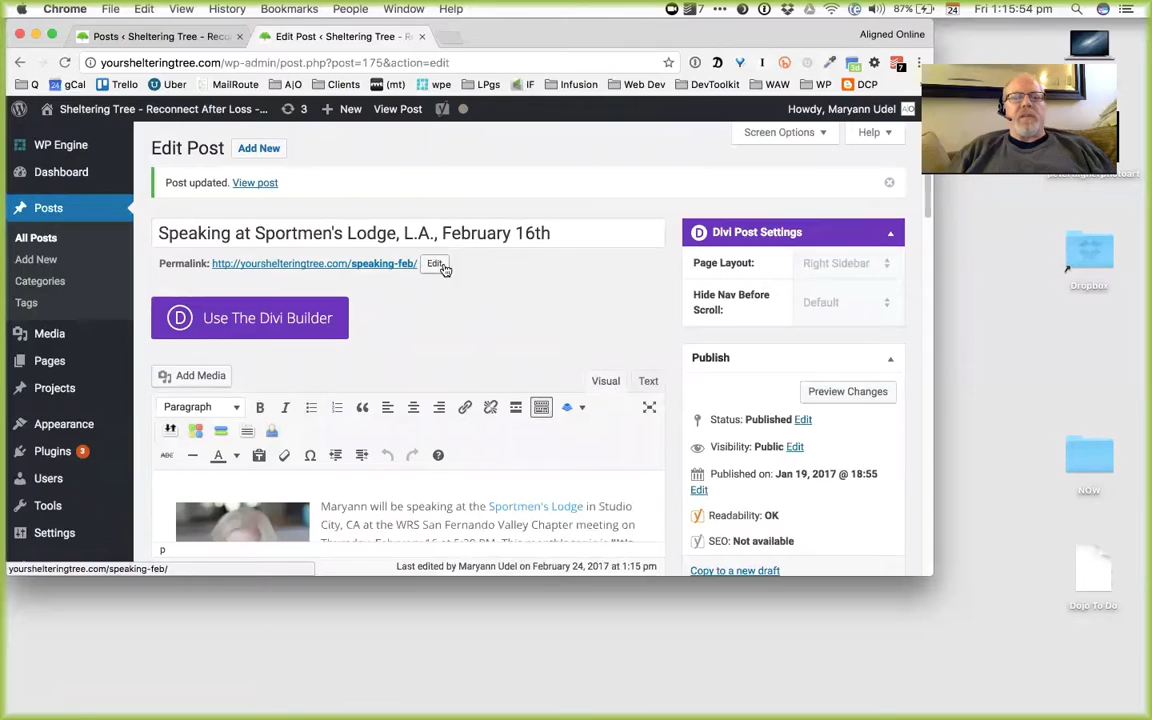 Chrome File Edit View History Bookmarks People Window Help 7 87% 24 Fri 1:15:54 pm
Posts ‹ Sheltering Tree - Reco × Edit Post ‹ Sheltering Tree - R × Aligned Online
yourshelteringtree.com/wp-admin/post.php?post=175&action=edit
Q gCal Trello Uber MailRoute A|O Clients (mt) wpe LPgs IF Infusion Web Dev DevToolkit WAW WP DCP
Sheltering Tree - Reconnect After Loss -... 3 + New View Post Howdy, Maryann Udel
WP Engine
Dashboard
Posts
All Posts
Add New
Categories
Tags
Media
Pages
Projects
Appearance
Plugins 3
Users
Tools
Settings
Edit Post Add New
Screen Options Help
Post updated. View post
Speaking at Sportmen's Lodge, L.A., February 16th
Permalink: http://yourshelteringtree.com/speaking-feb/ Edit
D Use The Divi Builder
Add Media
Visual Text
Paragraph B I
ABC A
Maryann will be speaking at the Sportmen's Lodge in Studio
City, CA at the WRS San Fernando Valley Chapter meeting on
p
Last edited by Maryann Udel on February 24, 2017 at 1:15 pm
D Divi Post Settings
Page Layout: Right Sidebar
Hide Nav Before
Scroll: Default
Publish
Preview Changes
Status: Published Edit
Visibility: Public Edit
Published on: Jan 19, 2017 @ 18:55
Edit
Readability: OK
SEO: Not available
Copy to a new draft
yourshelteringtree.com/speaking-feb/
Dropbox
NOW
Dojo To Do